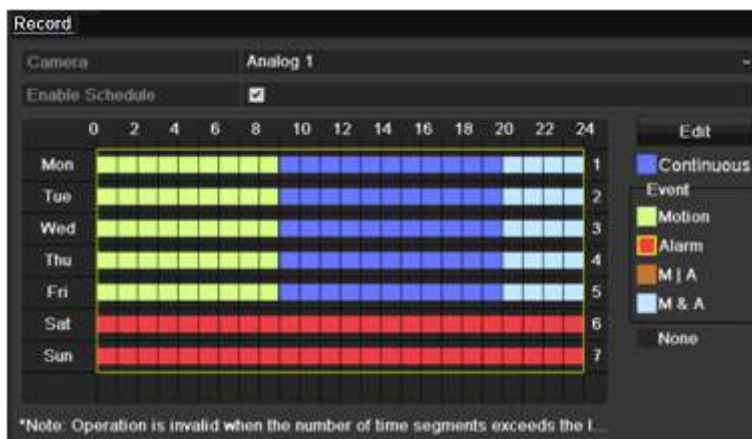 Record
Camera Analog 1
Enable Schedule
0 2 4 6 8 10 12 14 16 18 20 22 24
Edit
Mon 1
Continuous
Event
Tue 2
Motion
Wed 3
Alarm
Thu 4
M | A
Fri 5
M & A
Sat 6
None
Sun 7
*Note: Operation is invalid when the number of time segments exceeds the l...